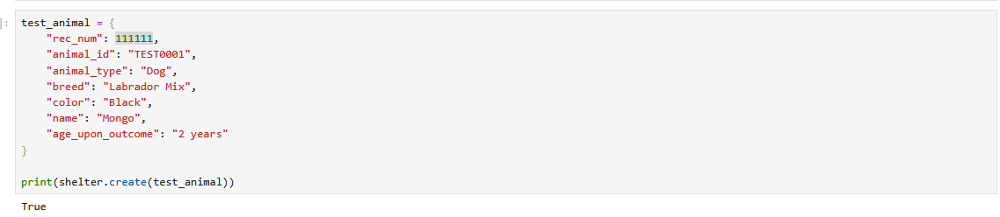 ]:
test_animal = {
    "rec_num": 111111,
    "animal_id": "TEST0001",
    "animal_type": "Dog",
    "breed": "Labrador Mix",
    "color": "Black",
    "name": "Mongo",
    "age_upon_outcome": "2 years"
}
print(shelter.create(test_animal))
True